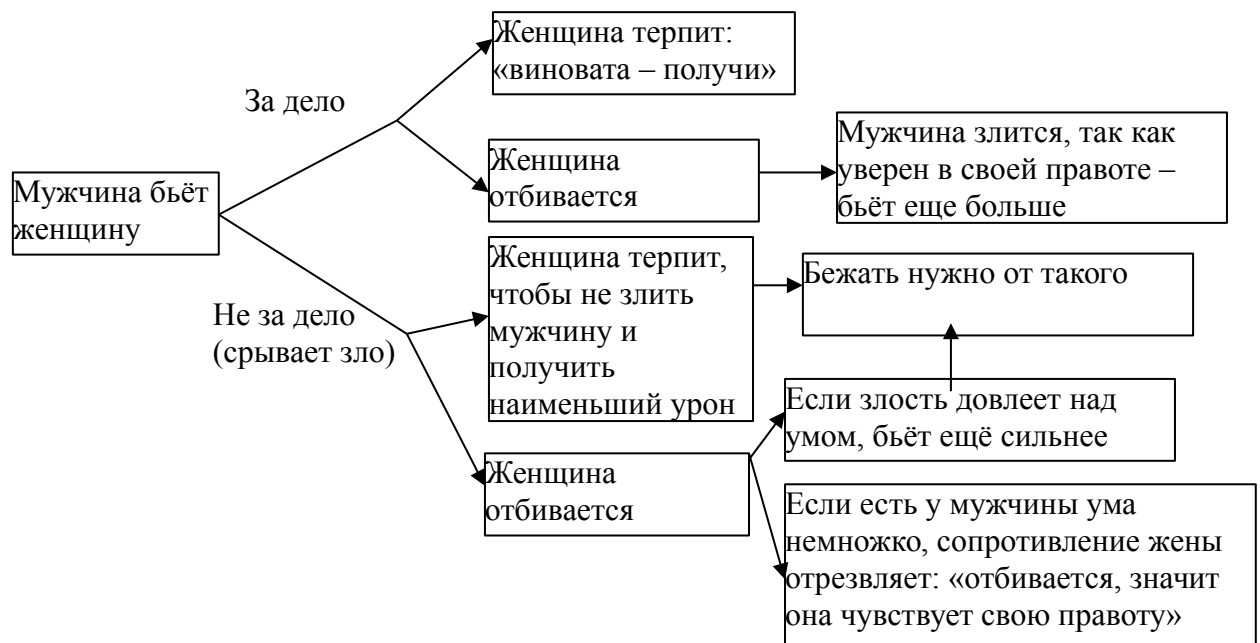 Женщина терпит:
«виновата – получи»
За дело
Мужчина злится, так как
уверен в своей правоте –
бьёт еще больше
Женщина
отбивается
Мужчина бьёт
женщину
Женщина терпит,
чтобы не злить
мужчину и
получить
наименьший урон
Бежать нужно от такого
Не за дело
(срывает зло)
Если злость довлеет над
умом, бьёт ещё сильнее
Женщина
отбивается
Если есть у мужчины ума
немножко, сопротивление жены
отрезвляет: «отбивается, значит
она чувствует свою правоту»